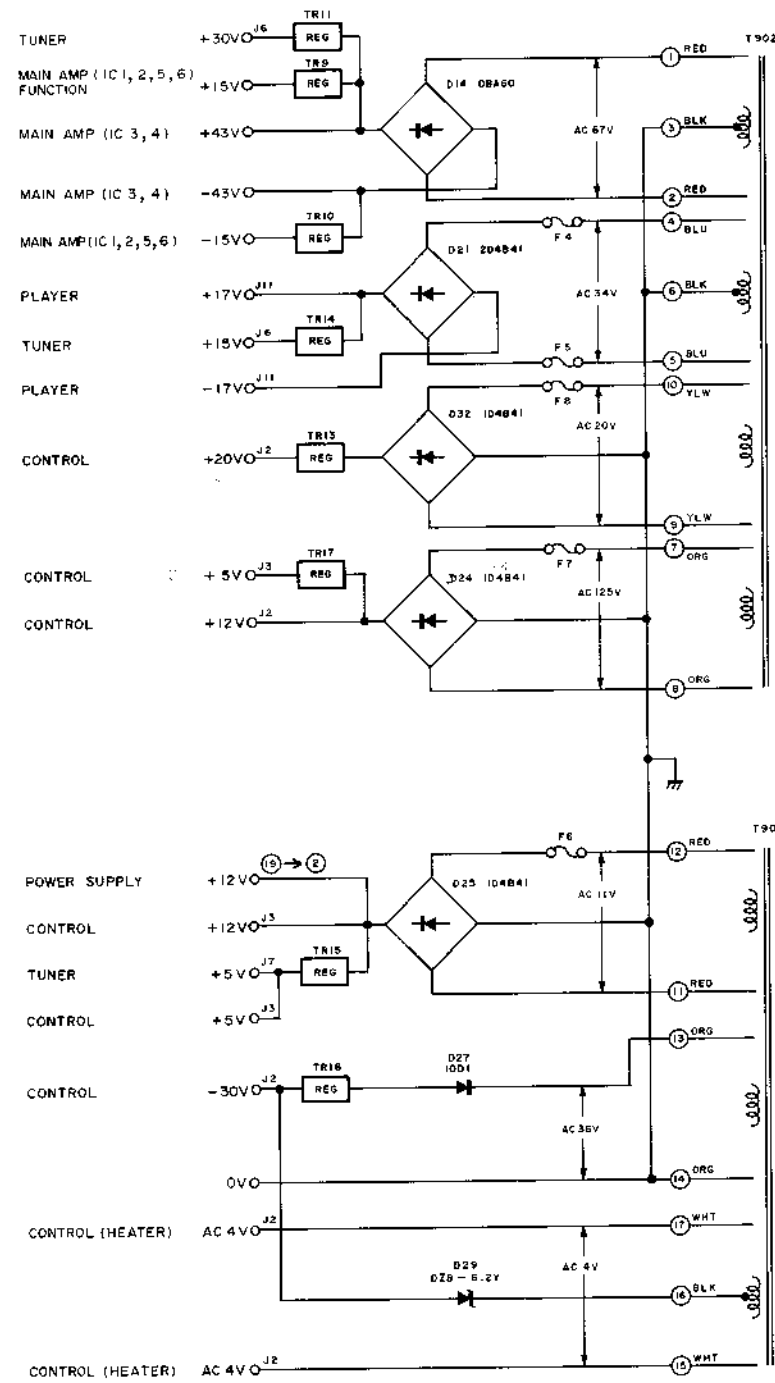 TR11
TUNER +30V J6 REG
T902
1 RED
TR9
MAIN AMP (IC1, 2, 5, 6)
FUNCTION +15V REG
D14 OBA60
3 BLK
AC 67V
MAIN AMP (IC 3, 4) +43V
MAIN AMP (IC 3, 4) -43V
2 RED
TR10
MAIN AMP (IC1, 2, 5, 6) -15V REG
F4
4 BLU
D21 2D4B41
PLAYER +17V J11
6 BLK
AC 34V
TR14
TUNER +15V J6 REG
F5
5 BLU
PLAYER -17V J11
F8
10 YLW
D32 1D4B41
AC 20V
TR13
CONTROL +20V J2 REG
9 YLW
TR17
CONTROL +5V J3 REG
F7
7 ORG
D24 1D4B41
AC 125V
CONTROL +12V J2
8 ORG
T90
F6
12 RED
19 → 2
POWER SUPPLY +12V
D25 1D4B41
AC 11V
CONTROL +12V J3
TR15
TUNER +5V J7 REG
11 RED
CONTROL +5V J3
13 ORG
D27
10D1
TR16
CONTROL -30V J2 REG
AC 36V
0V
14 ORG
CONTROL (HEATER) AC 4V J2
17 WHT
D29
DZB-6.2Y
AC 4V
16 BLK
CONTROL (HEATER) AC 4V J2
15 WHT